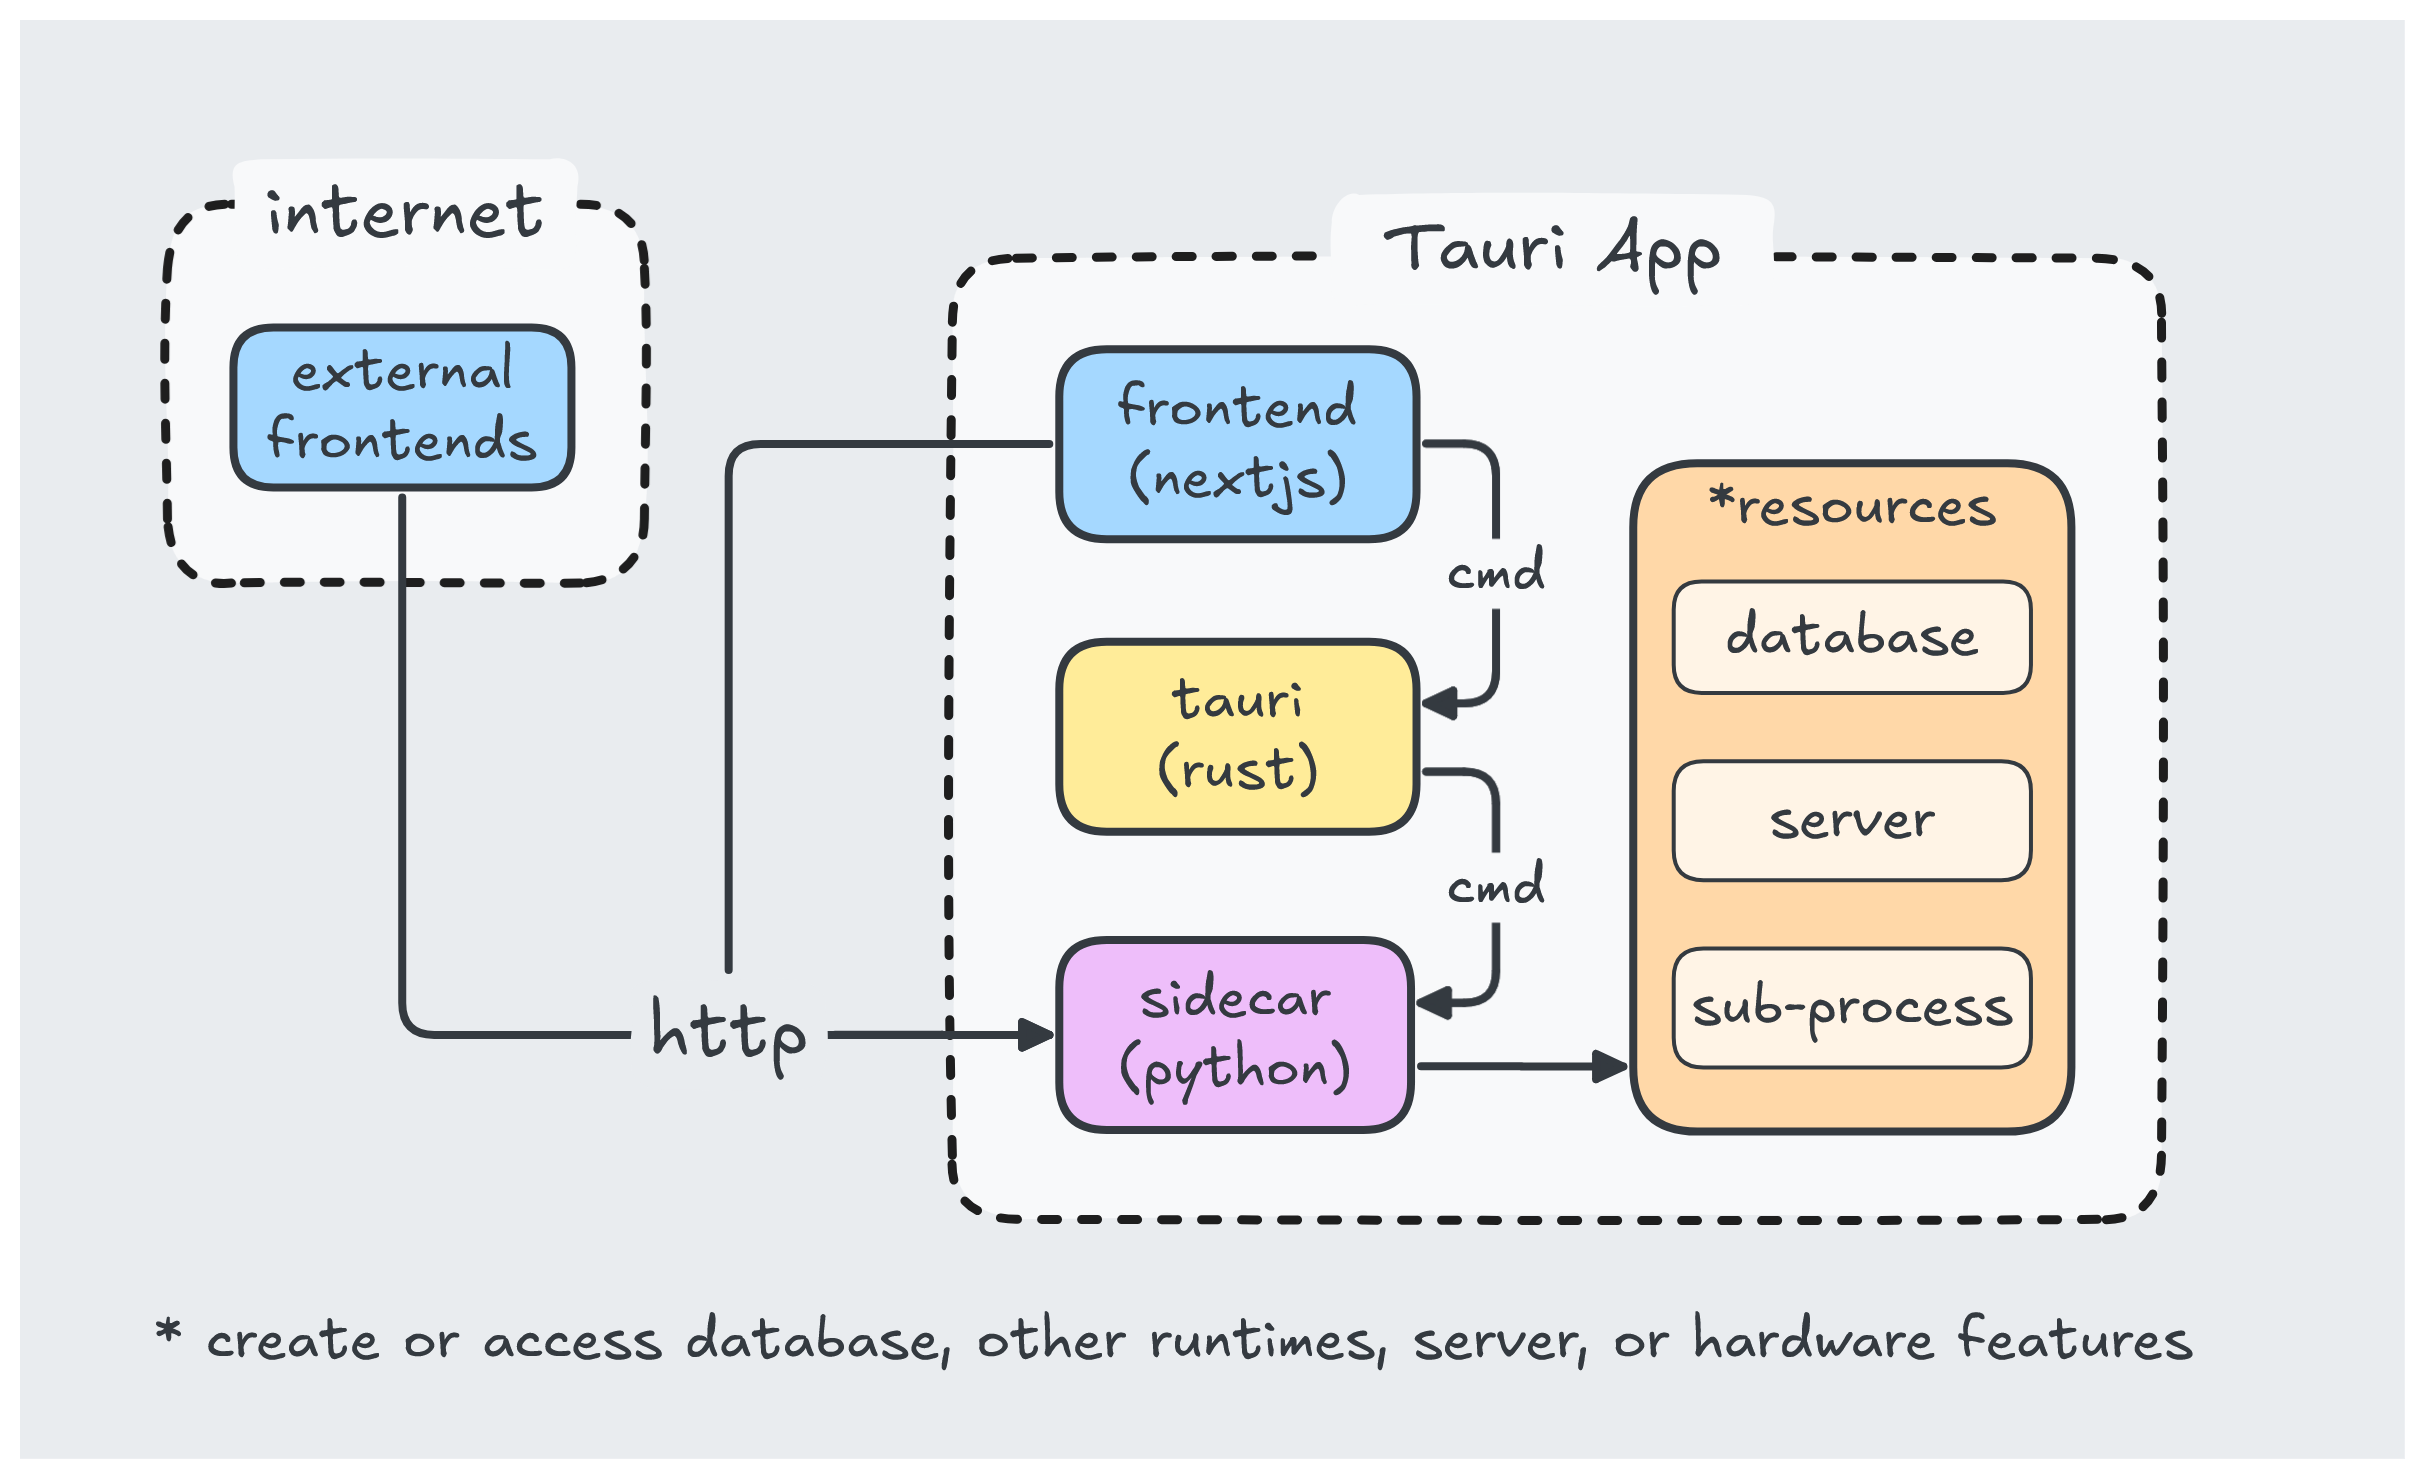 internet
external
frontends
http
Tauri App
frontend
(nextjs)
cmd
tauri
(rust)
cmd
sidecar
(python)
*resources
database
server
sub-process
* create or access database, other runtimes, server, or hardware features